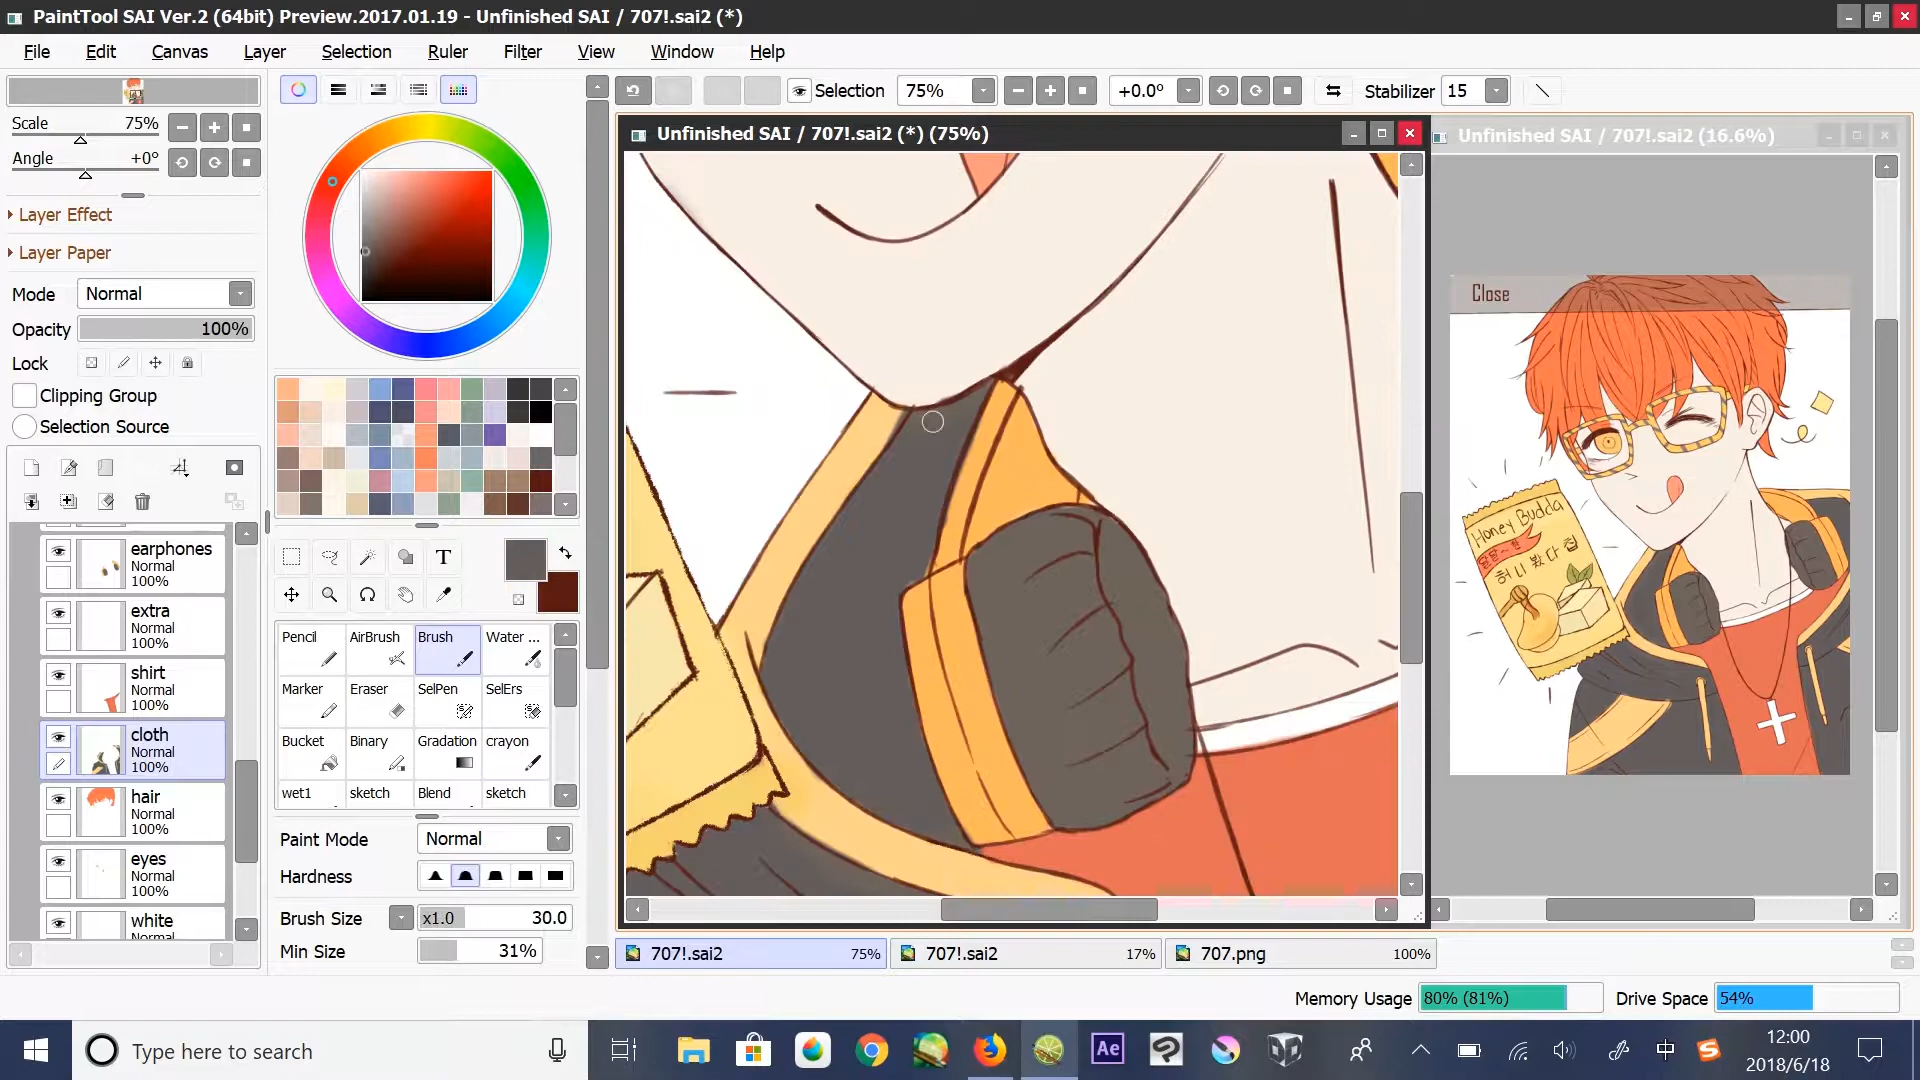 PaintTool SAI Ver.2 (64bit) Preview.2017.01.19 - Unfinished SAI / 707!.sai2 (*)
File Edit Canvas Layer Selection Ruler Filter View Window Help
Scale 75%
Angle +0°
Layer Effect
Layer Paper
Mode Normal
Opacity 100%
Lock
Clipping Group
Selection Source
earphones
Normal
100%
extra
Normal
100%
shirt
Normal
100%
cloth
Normal
100%
hair
Normal
100%
eyes
Normal
100%
white
Normal
T
Pencil AirBrush Brush Water ...
Marker Eraser SelPen SelErs
Bucket Binary Gradation crayon
wet1 sketch Blend sketch
Paint Mode Normal
Hardness
Brush Size x1.0 30.0
Min Size 31%
Selection 75% +0.0° Stabilizer 15
Unfinished SAI / 707!.sai2 (*) (75%)
Unfinished SAI / 707!.sai2 (16.6%)
Close
Honey Budda
허니 봤다 칩
707!.sai2 75%
707!.sai2 17%
707.png 100%
Memory Usage 80% (81%) Drive Space 54%
Type here to search
Ae
中
S
12:00
2018/6/18